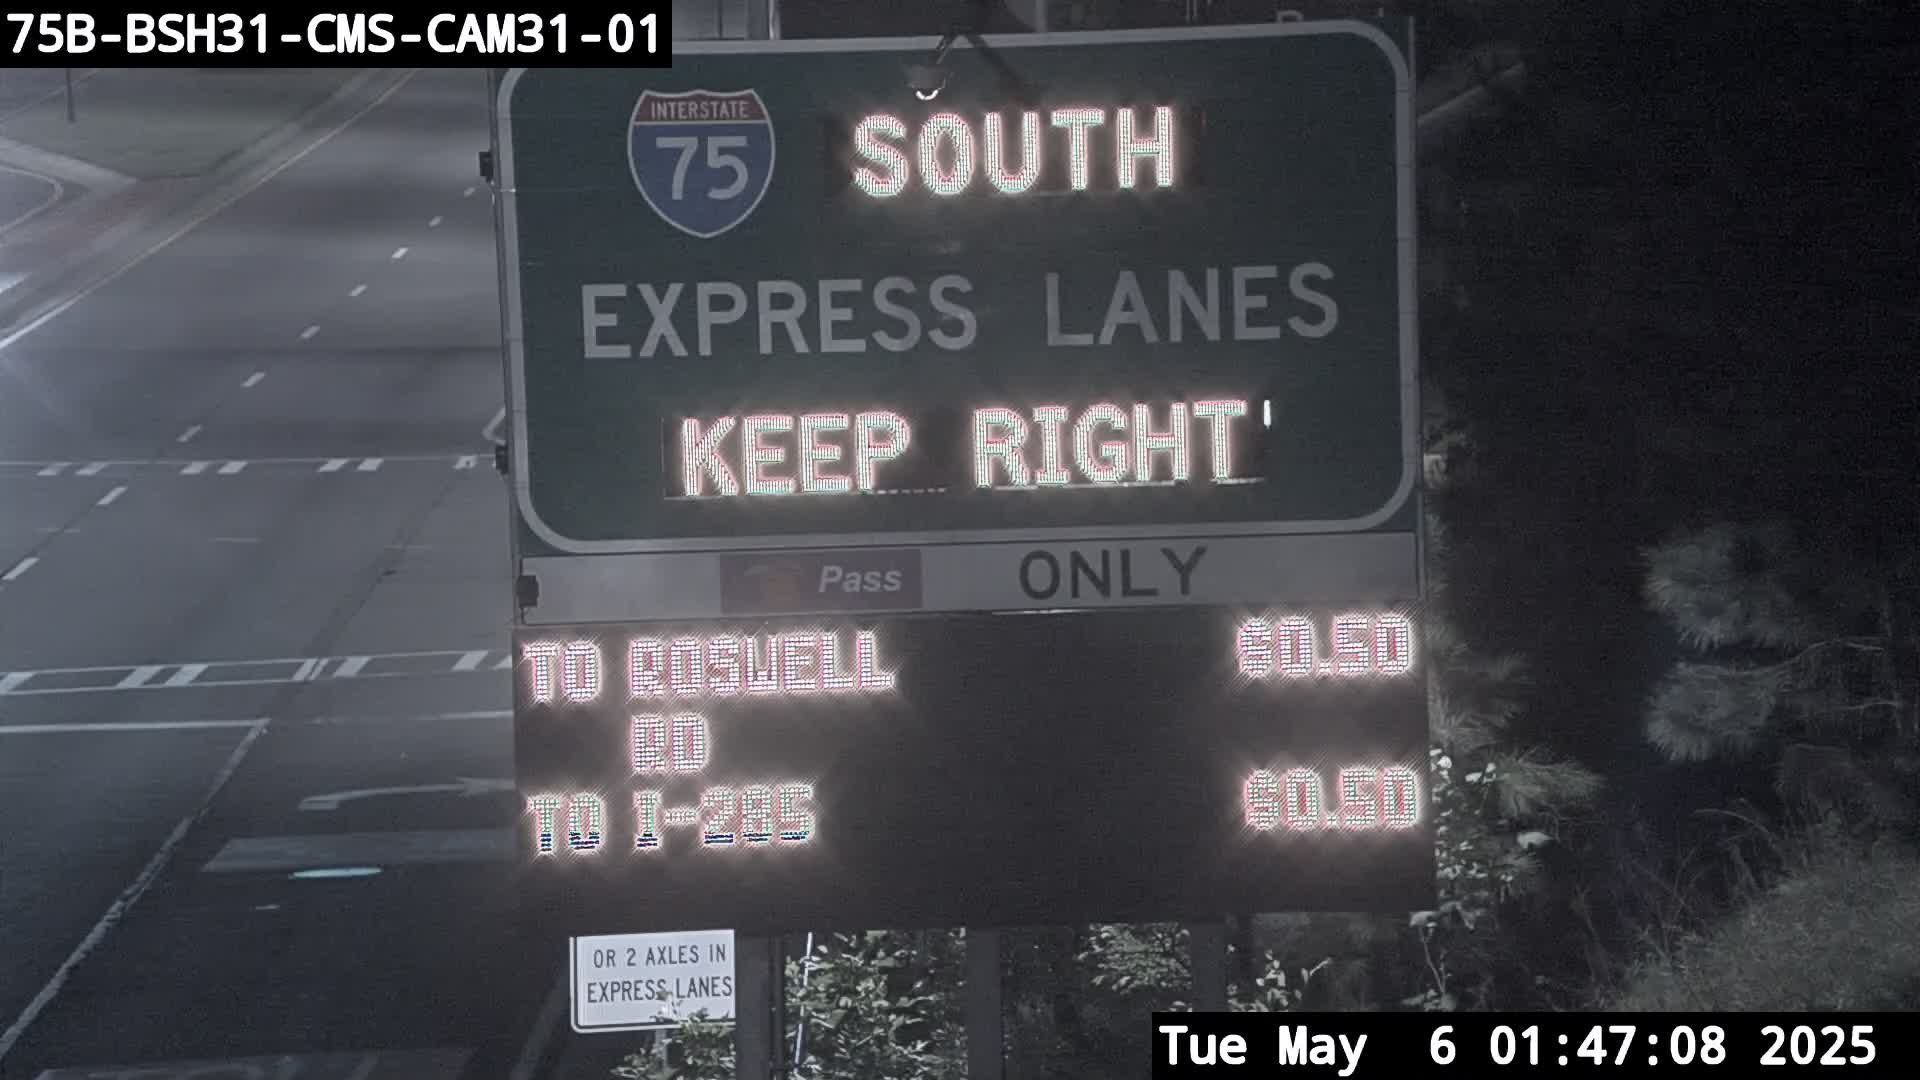 75B-BSH31-CMS-CAM31-01
INTERSTATE
75
SOUTH
EXPRESS LANES
KEEP RIGHT
Pass ONLY
TO ROSWELL $0.50
RD
TO I-285 $0.50
OR 2 AXLES IN
EXPRESS LANES
Tue May 6 01:47:08 2025